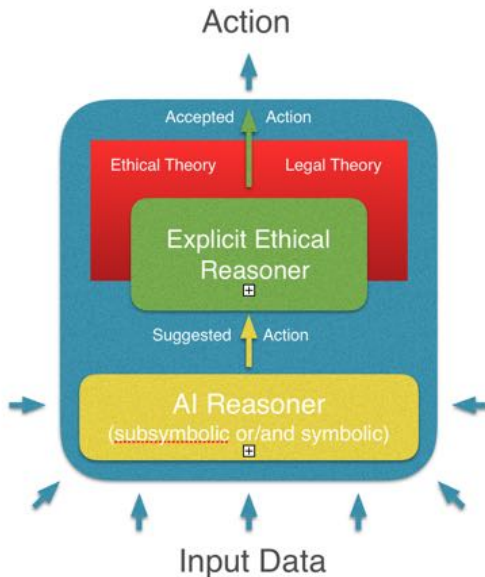 Action
Accepted Action
Ethical Theory Legal Theory
Explicit Ethical
Reasoner
Suggested Action
AI Reasoner
(subsymbolic or/and symbolic)
Input Data